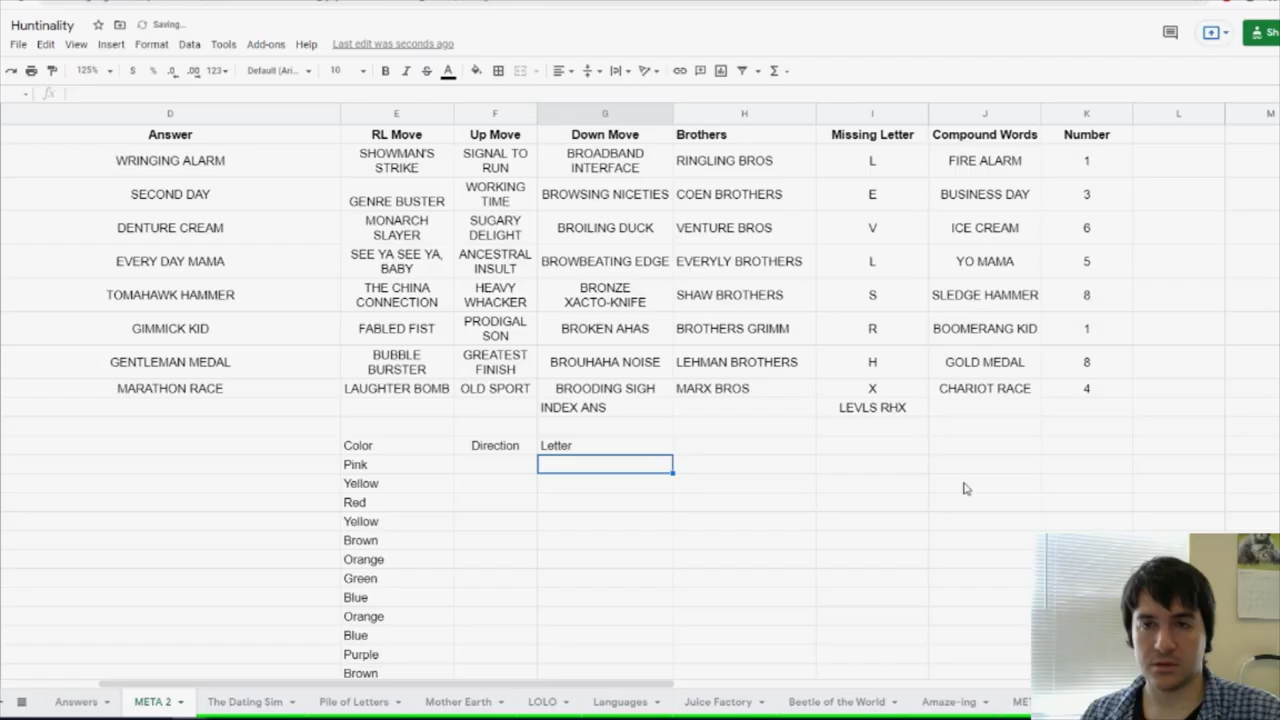 Huntinality Saving...
File Edit View Insert Format Data Tools Add-ons Help Last edit was seconds ago
125% $ % .0 .00 123 Default (Ari... 10 B I S A
fx
D E F G H I J K L M
Answer RL Move Up Move Down Move Brothers Missing Letter Compound Words Number
WRINGING ALARM SHOWMAN'S STRIKE SIGNAL TO RUN BROADBAND INTERFACE RINGLING BROS L FIRE ALARM 1
SECOND DAY GENRE BUSTER WORKING TIME BROWSING NICETIES COEN BROTHERS E BUSINESS DAY 3
DENTURE CREAM MONARCH SLAYER SUGARY DELIGHT BROILING DUCK VENTURE BROS V ICE CREAM 6
EVERY DAY MAMA SEE YA SEE YA, BABY ANCESTRAL INSULT BROWBEATING EDGE EVERYLY BROTHERS L YO MAMA 5
TOMAHAWK HAMMER THE CHINA CONNECTION HEAVY WHACKER BRONZE XACTO-KNIFE SHAW BROTHERS S SLEDGE HAMMER 8
GIMMICK KID FABLED FIST PRODIGAL SON BROKEN AHAS BROTHERS GRIMM R BOOMERANG KID 1
GENTLEMAN MEDAL BUBBLE BURSTER GREATEST FINISH BROUHAHA NOISE LEHMAN BROTHERS H GOLD MEDAL 8
MARATHON RACE LAUGHTER BOMB OLD SPORT BROODING SIGH MARX BROS X CHARIOT RACE 4
INDEX ANS LEVLS RHX
Color Direction Letter
Pink
Yellow
Red
Yellow
Brown
Orange
Green
Blue
Orange
Blue
Purple
Brown
Answers META 2 The Dating Sim Pile of Letters Mother Earth LOLO Languages Juice Factory Beetle of the World Amaze-ing